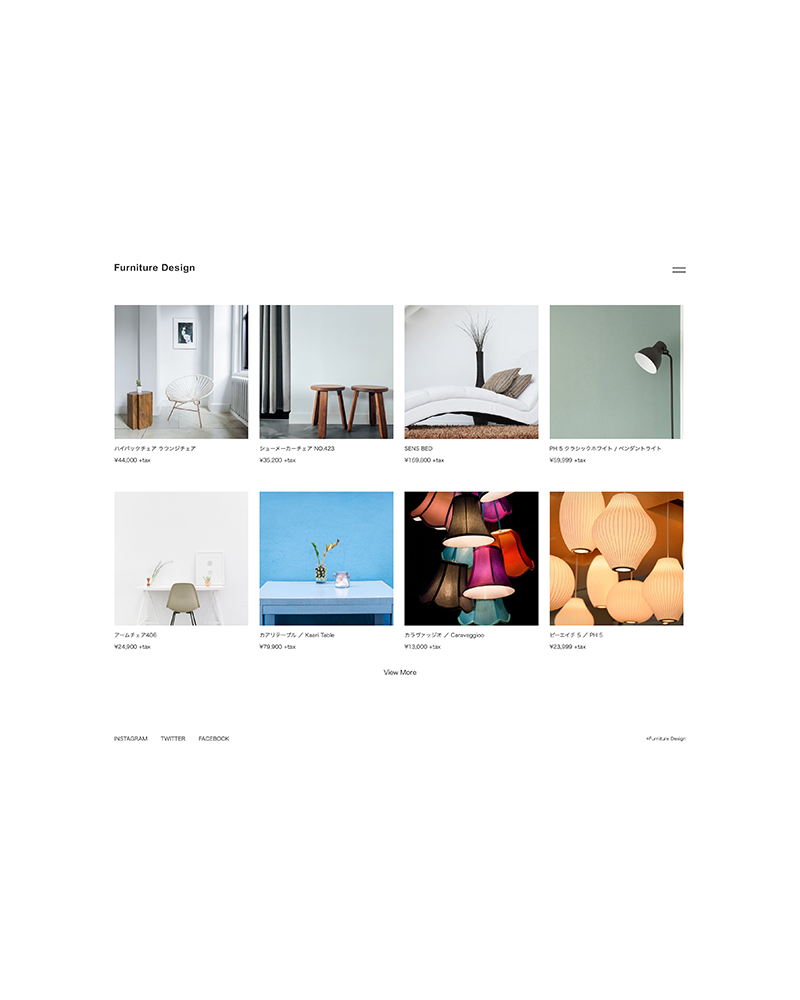 Furniture Design
ハイバックチェア ラウンジチェア
¥44,000 +tax
シューメーカーチェア NO.423
¥35,200 +tax
SENS BED
¥169,800 +tax
PH 5 クラシックホワイト / ペンダントライト
¥59,999 +tax
アームチェア406
¥24,900 +tax
カアリテーブル ／ Kaari Table
¥79,900 +tax
カラヴァッジオ ／ Caravaggioo
¥13,000 +tax
ピーエイチ 5 ／ PH 5
¥23,999 +tax
View More
INSTAGRAM
TWITTER
FACEBOOK
©Furniture Design